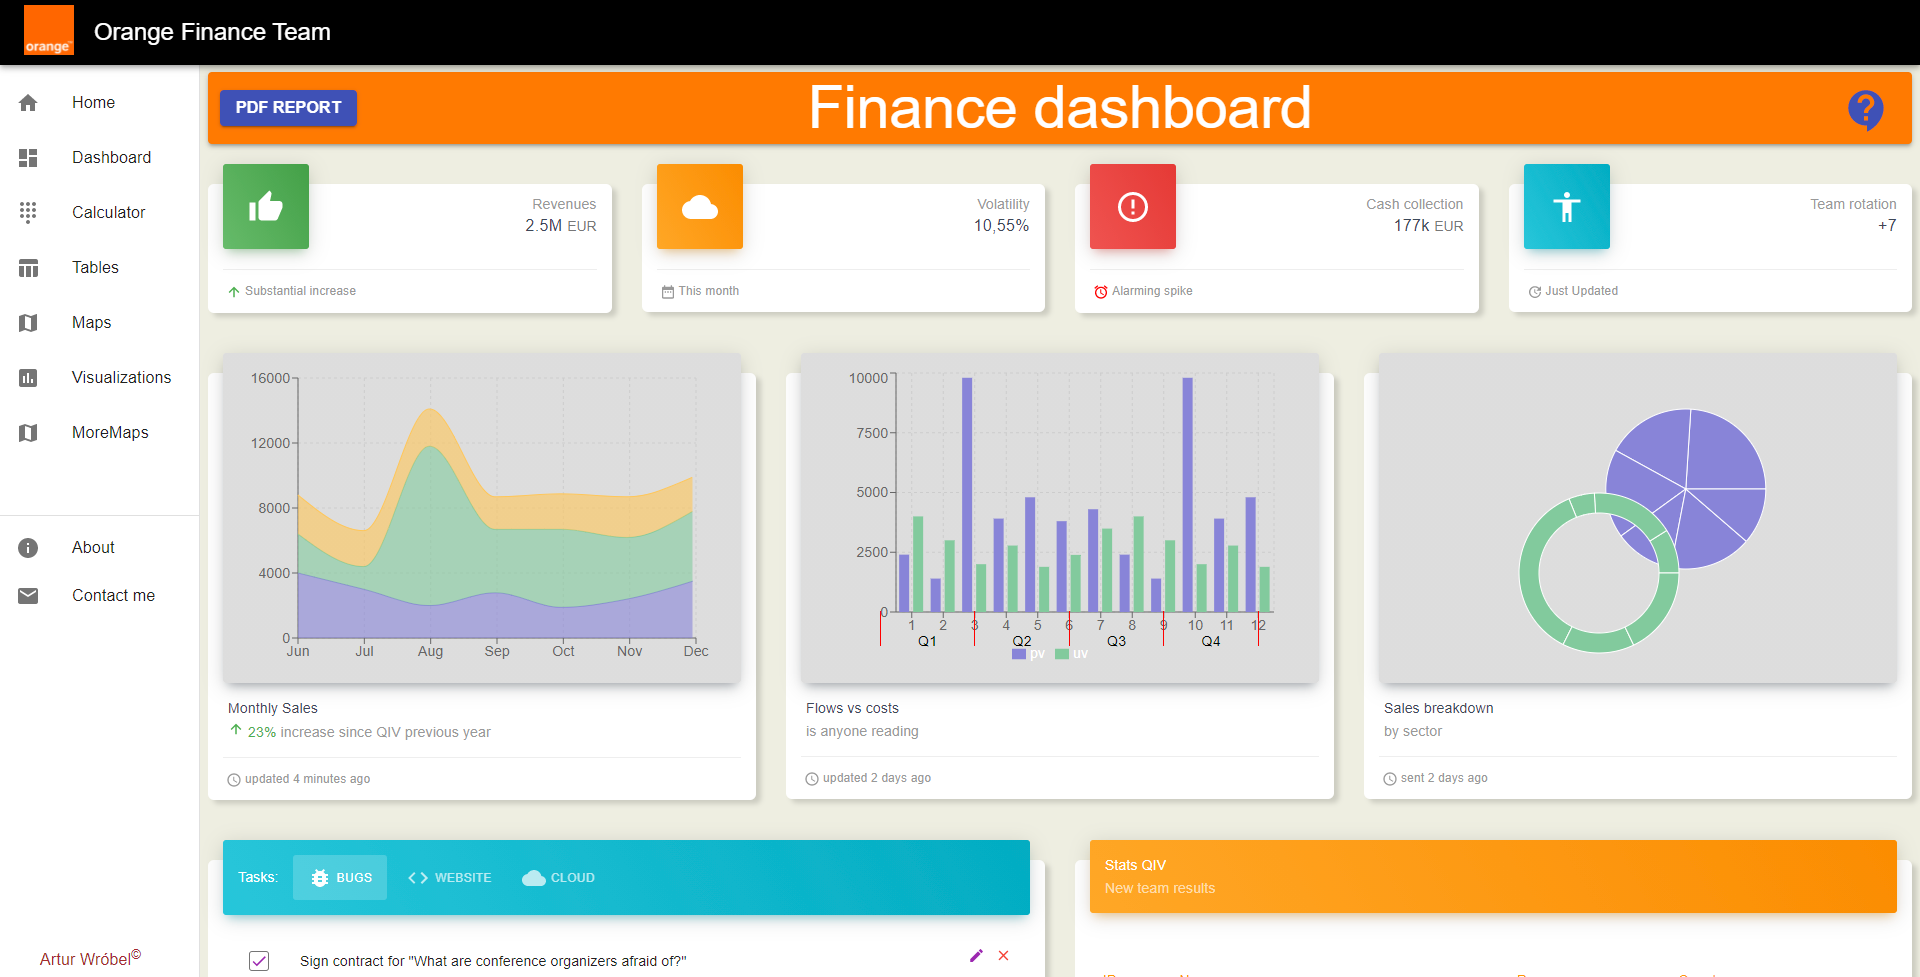 orange
Orange Finance Team
Home
Dashboard
Calculator
Tables
Maps
Visualizations
MoreMaps
About
Contact me
Artur Wróbel©
PDF REPORT
Finance dashboard
Revenues
2.5M EUR
Substantial increase
Volatility
10,55%
This month
Cash collection
177k EUR
Alarming spike
Team rotation
+7
Just Updated
16000
12000
8000
4000
0
Jun Jul Aug Sep Oct Nov Dec
Monthly Sales
23% increase since QIV previous year
updated 4 minutes ago
10000
7500
5000
2500
0
1 2 3 4 5 6 7 8 9 10 11 12
Q1 Q2 Q3 Q4
pv uv
Flows vs costs
is anyone reading
updated 2 days ago
Sales breakdown
by sector
sent 2 days ago
Tasks: BUGS WEBSITE CLOUD
Sign contract for "What are conference organizers afraid of?"
Stats QIV
New team results